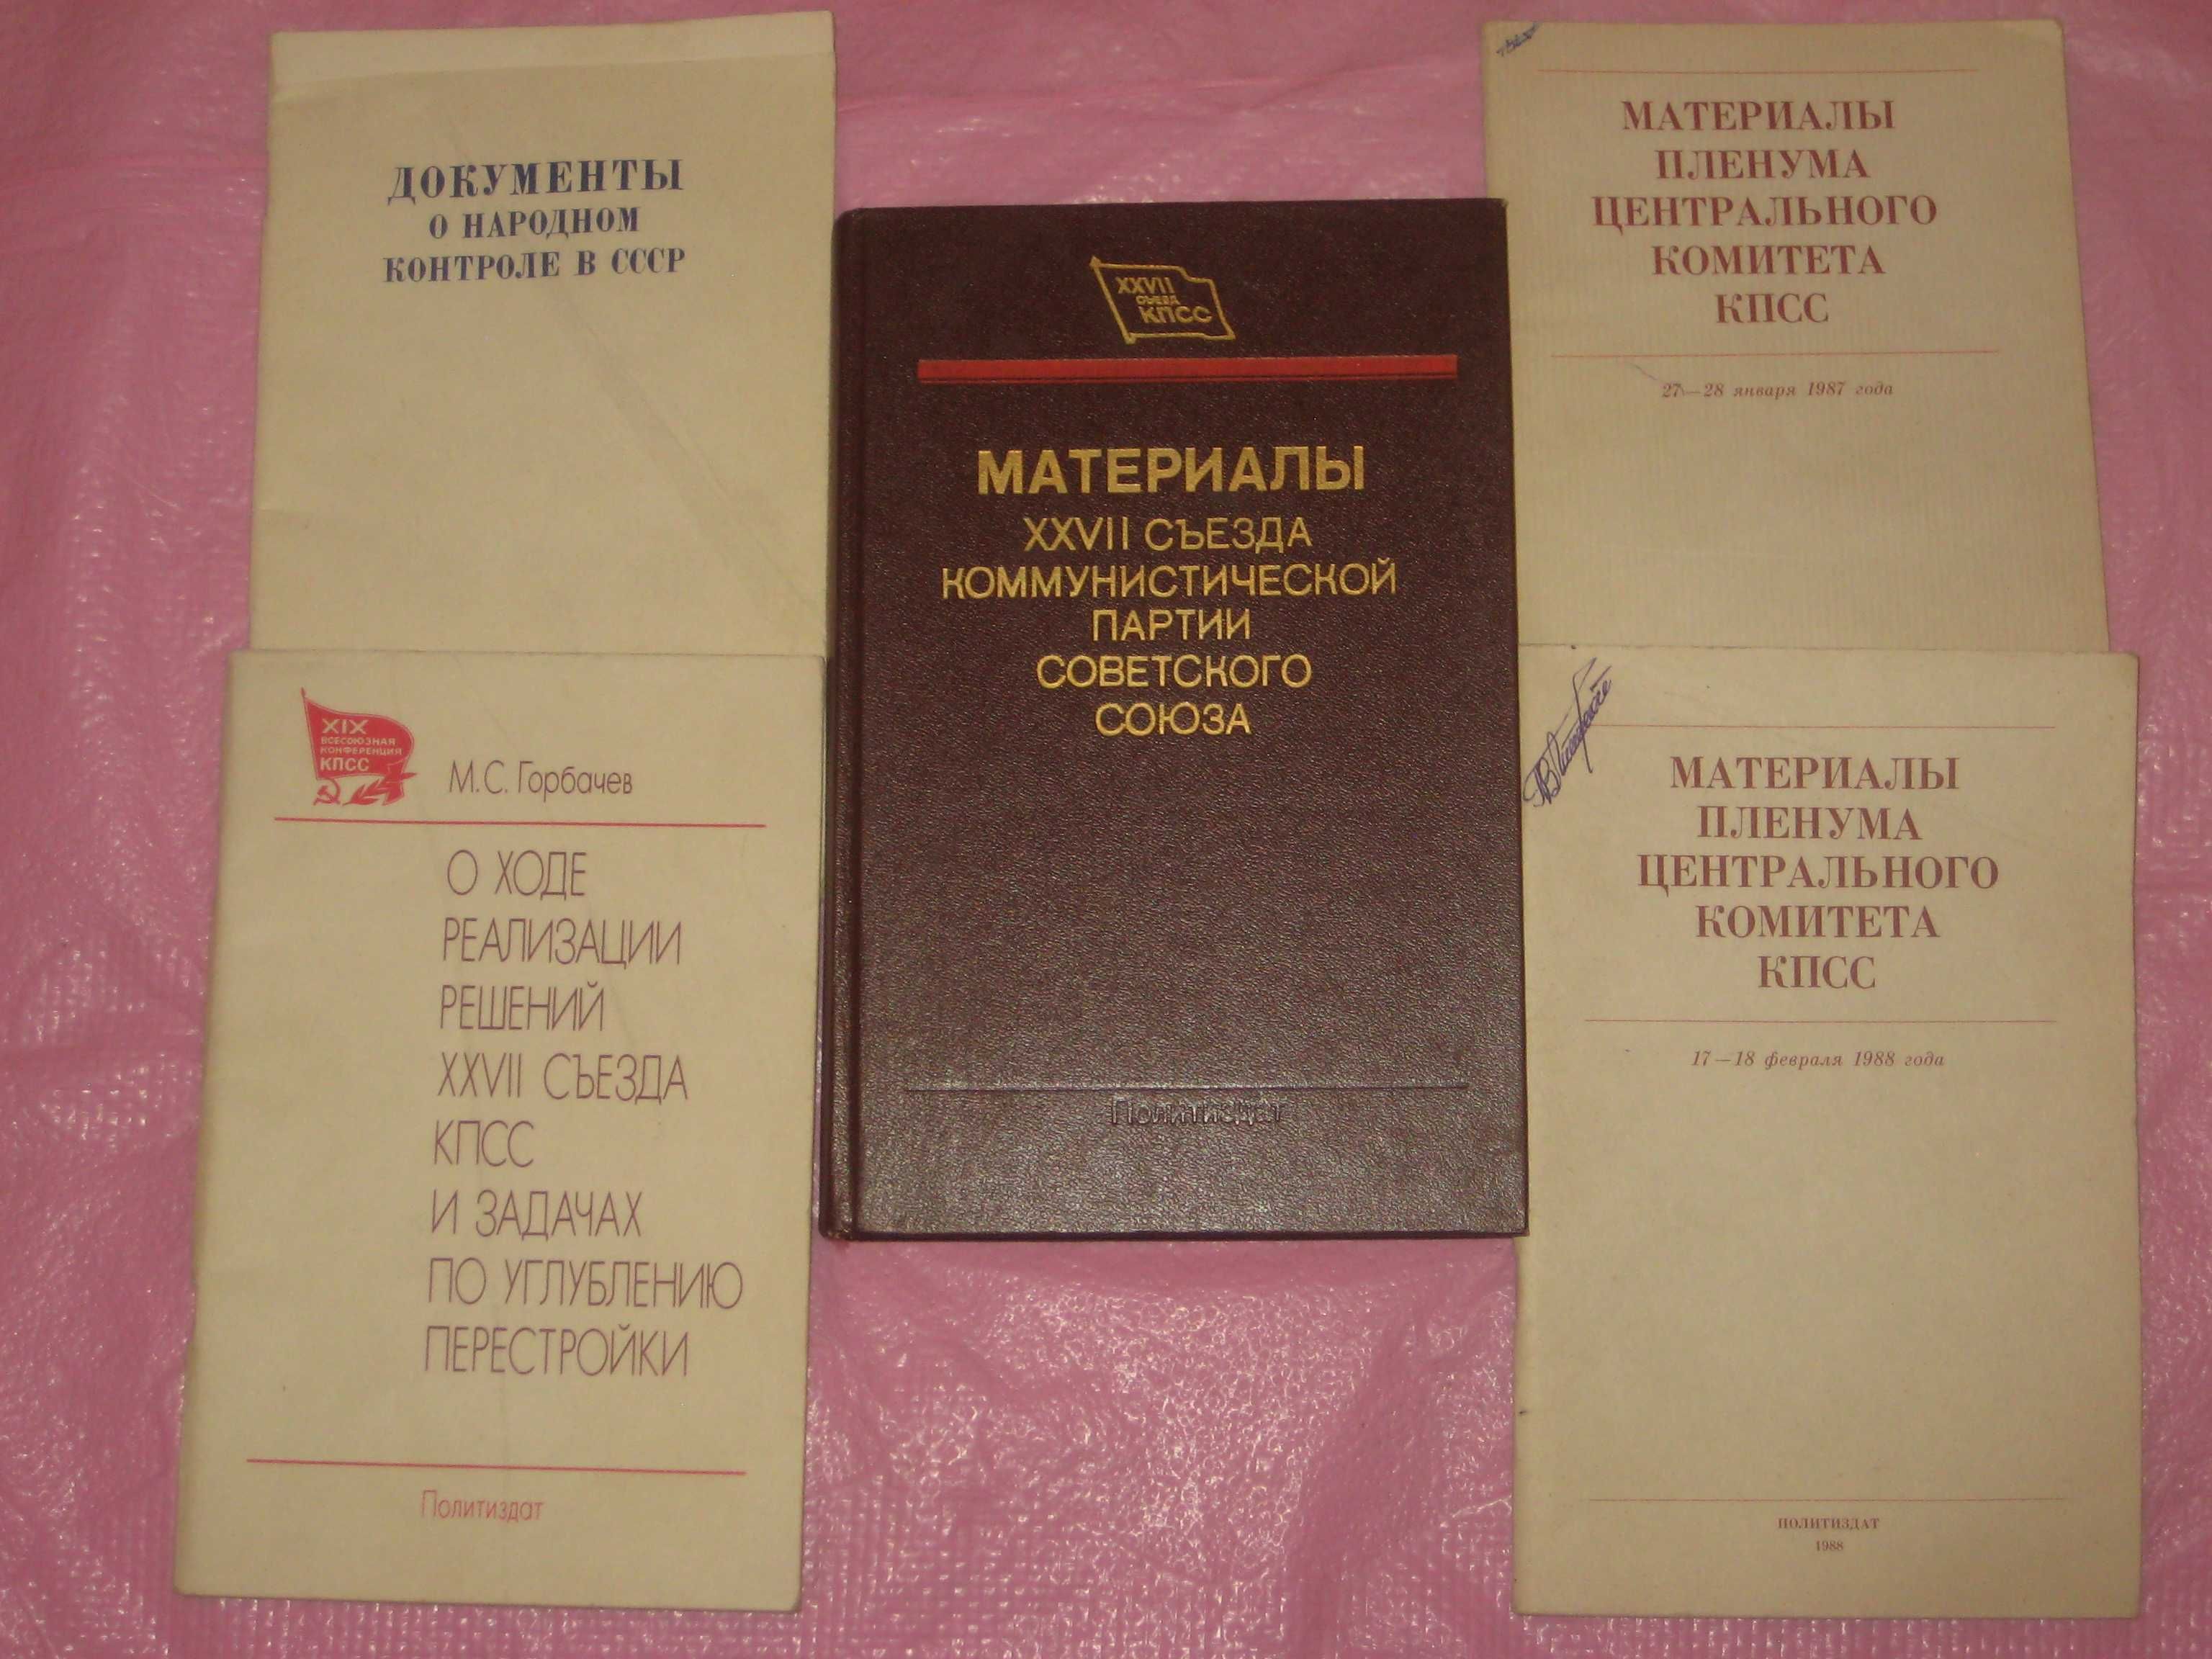 ДОКУМЕНТЫ
О НАРОДНОМ
КОНТРОЛЕ В СССР
XIX
ВСЕСОЮЗНАЯ
КОНФЕРЕНЦИЯ
КПСС
М.С. Горбачев
О ХОДЕ
РЕАЛИЗАЦИИ
РЕШЕНИЙ
XXVII СЪЕЗДА
КПСС
И ЗАДАЧАХ
ПО УГЛУБЛЕНИЮ
ПЕРЕСТРОЙКИ
Политиздат
XXVII
СЪЕЗД
КПСС
МАТЕРИАЛЫ
XXVII СЪЕЗДА
КОММУНИСТИЧЕСКОЙ
ПАРТИИ
СОВЕТСКОГО
СОЮЗА
Политиздат
МАТЕРИАЛЫ
ПЛЕНУМА
ЦЕНТРАЛЬНОГО
КОМИТЕТА
КПСС
27—28 января 1987 года
МАТЕРИАЛЫ
ПЛЕНУМА
ЦЕНТРАЛЬНОГО
КОМИТЕТА
КПСС
17—18 февраля 1988 года
ПОЛИТИЗДАТ
1988